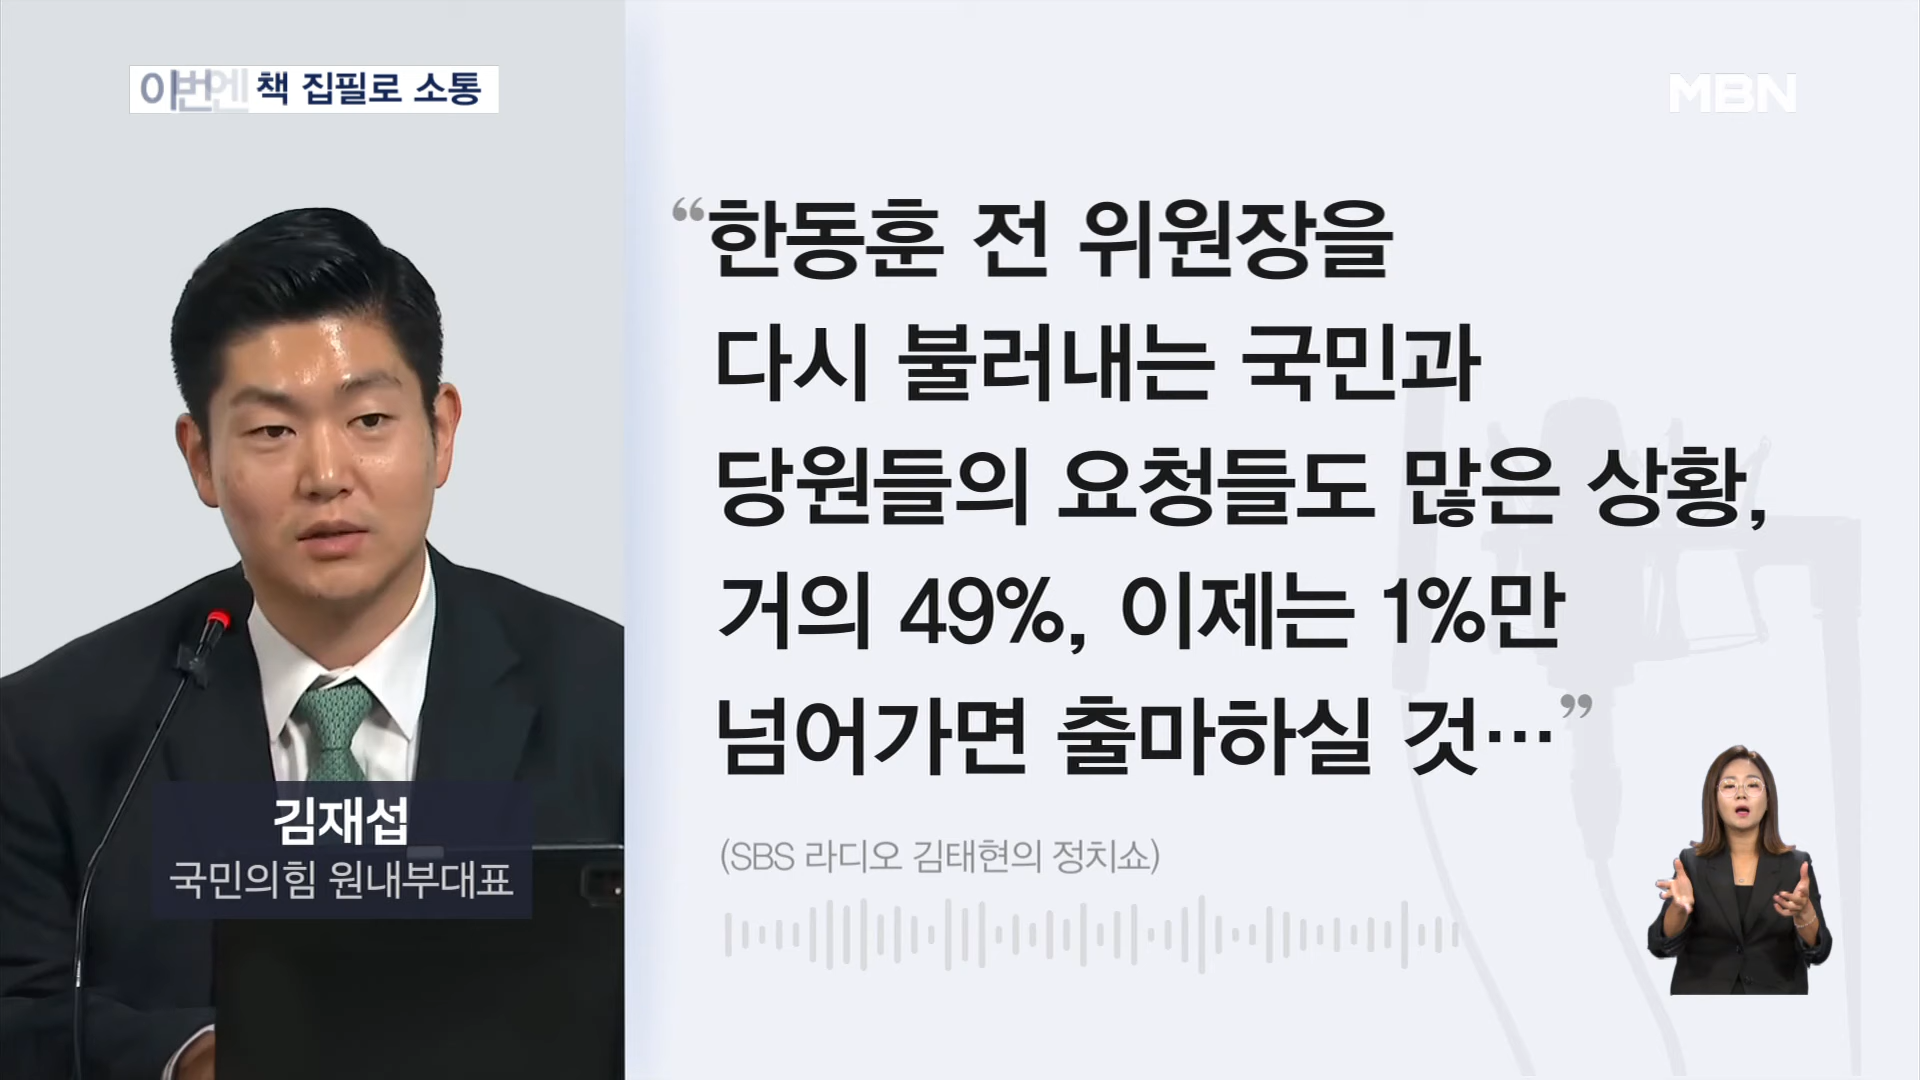 이번엔 책 집필로 소통
MBN
“한동훈 전 위원장을
다시 불러내는 국민과
당원들의 요청들도 많은 상황,
거의 49%, 이제는 1%만
넘어가면 출마하실 것…”
(SBS 라디오 김태현의 정치쇼)
김재섭
국민의힘 원내부대표